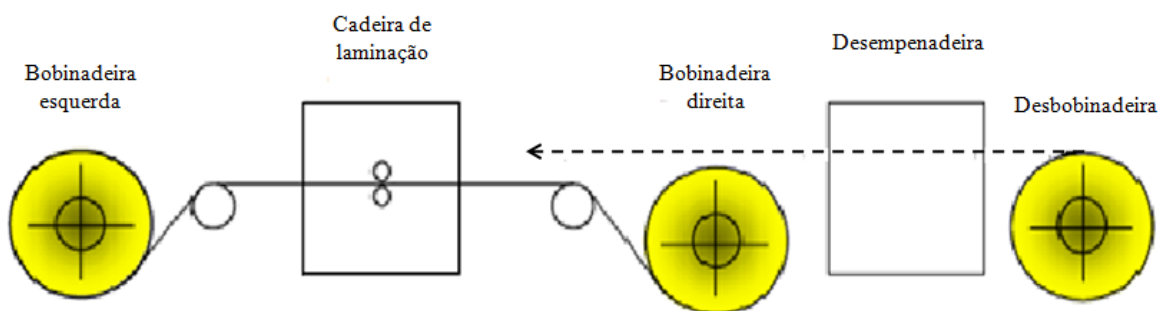 Cadeira de
laminação
Desempenadeira
Bobinadeira
esquerda
Bobinadeira
direita
Desbobinadeira